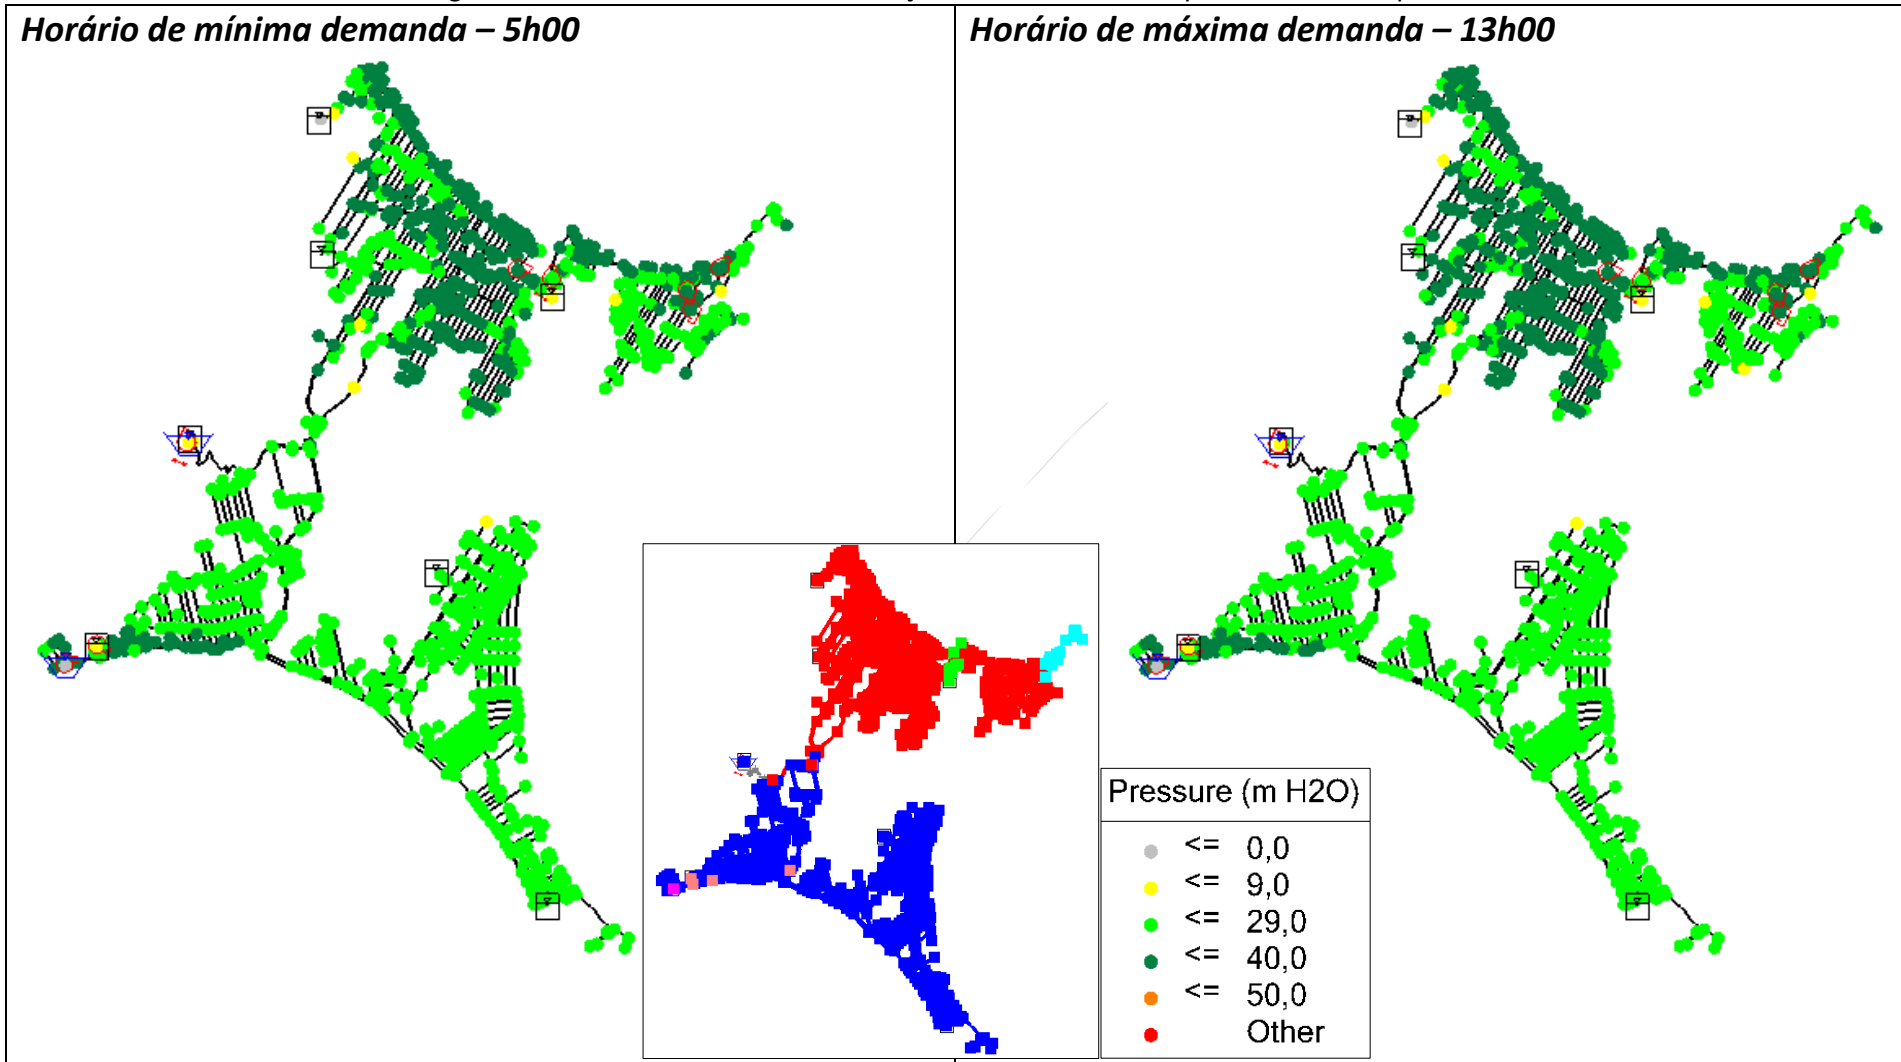 Horário de mínima demanda – 5h00
Horário de máxima demanda – 13h00
Pressure (m H2O)
<= 0,0
<= 9,0
<= 29,0
<= 40,0
<= 50,0
Other